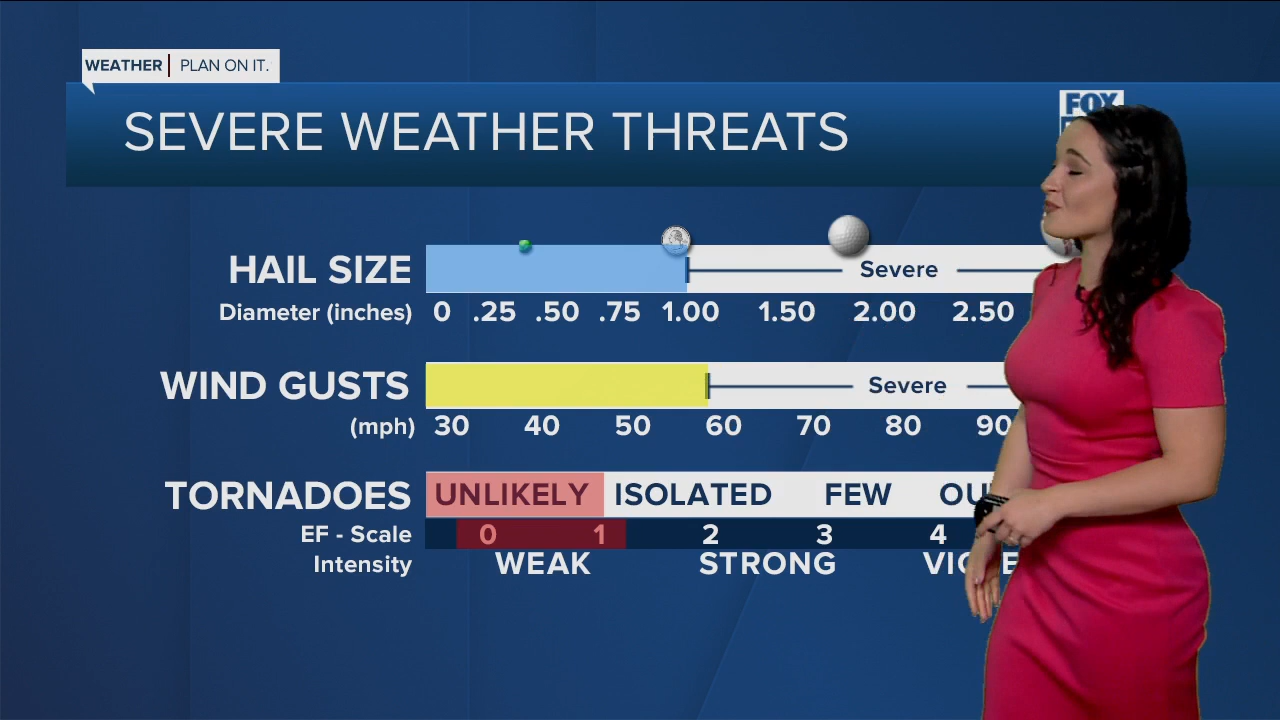 WEATHER | PLAN ON IT.
SEVERE WEATHER THREATS
FOX
HAIL SIZE
Severe
Diameter (inches) 0 .25 .50 .75 1.00 1.50 2.00 2.50
WIND GUSTS
Severe
(mph) 30 40 50 60 70 80 90
TORNADOES UNLIKELY ISOLATED FEW
EF - Scale 0 1 2 3 4
Intensity WEAK STRONG